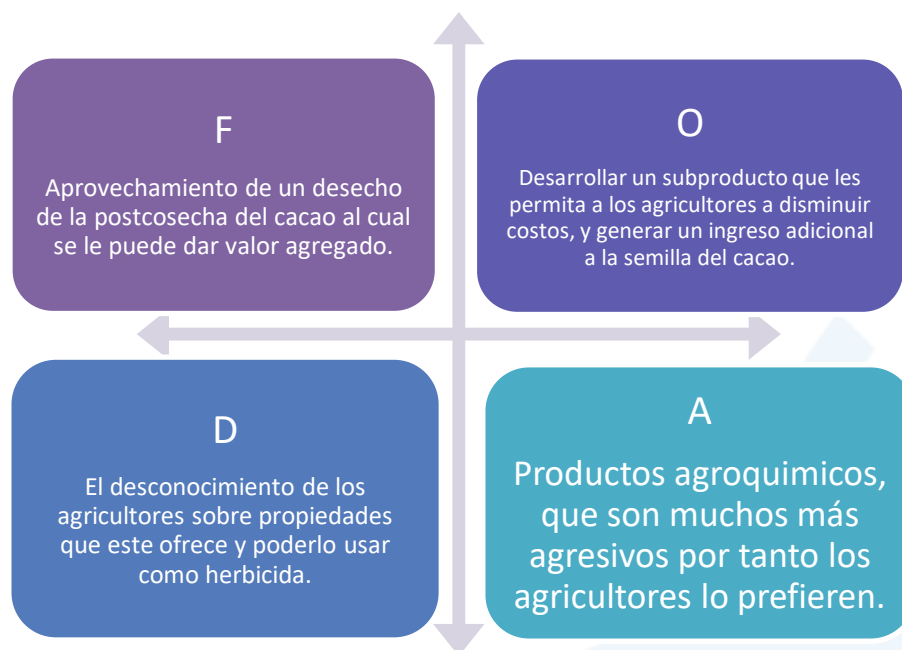 F
Aprovechamiento de un desecho
de la postcosecha del cacao al cual
se le puede dar valor agregado.
O
Desarrollar un subproducto que les
permita a los agricultores a disminuir
costos, y generar un ingreso adicional
a la semilla del cacao.
D
El desconocimiento de los
agricultores sobre propiedades
que este ofrece y poderlo usar
como herbicida.
A
Productos agroquimicos,
que son muchos más
agresivos por tanto los
agricultores lo prefieren.